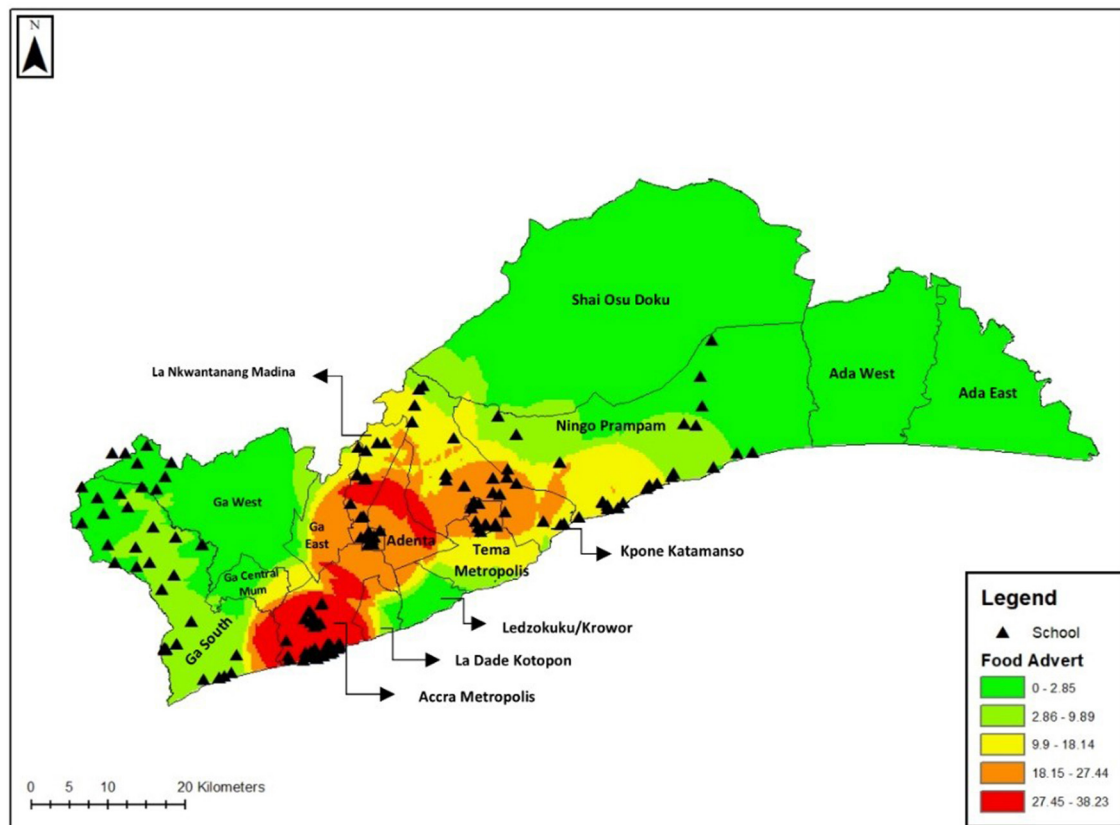 N
Shai Osu Doku
La Nkwantanang Madina
Ada West
Ada East
Ningo Prampam
Ga West
Ga
East
Adenta
Tema
Metropolis
Kpone Katamanso
Ga Central
Mum
Ga South
Ledzokuku/Krowor
La Dade Kotopon
Accra Metropolis
0 5 10 20 Kilometers
Legend
School
Food Advert
0 - 2.85
2.86 - 9.89
9.9 - 18.14
18.15 - 27.44
27.45 - 38.23